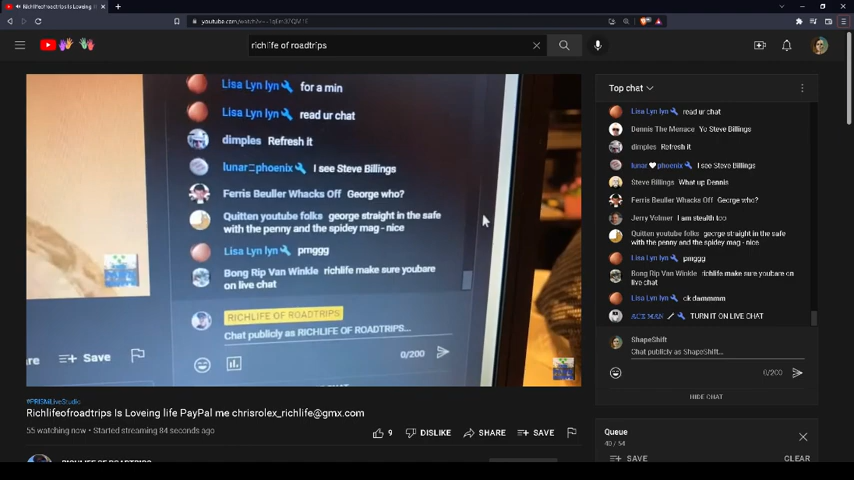 Richlifeofroadtrips Is Loveing li
richlife of roadtrips
Lisa Lyn lyn for a min
Lisa Lyn lyn read ur chat
dimples Refresh it
lunar phoenix I see Steve Billings
Ferris Beuller Whacks Off George who?
Quitten youtube folks george straight in the safe
with the penny and the spidey mag - nice
Lisa Lyn lyn pmggg
Bong Rip Van Winkle richlife make sure youbare
on live chat
RICHLIFE OF ROADTRIPS
Chat publicly as RICHLIFE OF ROADTRIPS...
0/200
are
Save
Top chat
Lisa Lyn lyn read ur chat
Dennis The Menace Yo Steve Billings
dimples Refresh it
lunar phoenix I see Steve Billings
Steve Billings What up Dennis
Ferris Beuller Whacks Off George who?
Jerry Volmer I am stealth too
Quitten youtube folks george straight in the
safe with the penny and the spidey mag - nice
Lisa Lyn lyn pmggg
Bong Rip Van Winkle richlife make sure youbare on
live chat
Lisa Lyn lyn ck dammmm
TURN IT ON LIVE CHAT
ShapeShift
Chat publicly as ShapeShift...
0/200
HIDE CHAT
#PRISMLiveStudio
Richlifeofroadtrips Is Loveing life PayPal me chrisrolex_richlife@gmx.com
55 watching now • Started streaming 84 seconds ago
9
DISLIKE
SHARE
SAVE
RICHLIFE OF ROADTRIPS
Queue
SAVE
CLEAR